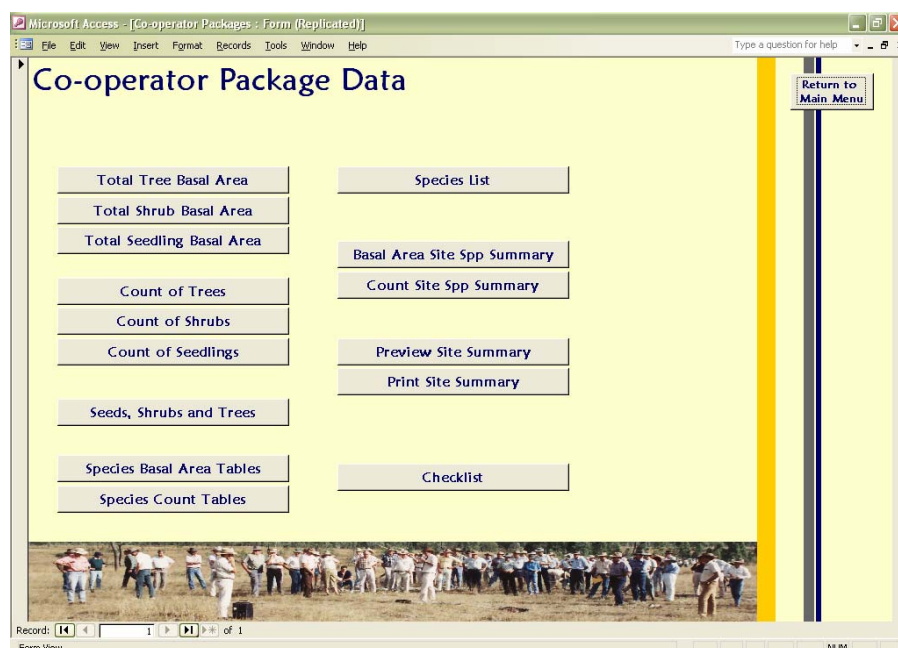 Microsoft Access - [Co-operator Packages : Form (Replicated)]
File Edit View Insert Format Records Tools Window Help
Type a question for help
Co-operator Package Data
Return to
Main Menu
Total Tree Basal Area
Total Shrub Basal Area
Total Seedling Basal Area
Count of Trees
Count of Shrubs
Count of Seedlings
Seeds, Shrubs and Trees
Species Basal Area Tables
Species Count Tables
Species List
Basal Area Site Spp Summary
Count Site Spp Summary
Preview Site Summary
Print Site Summary
Checklist
Record: 1 of 1
Form View
NUM